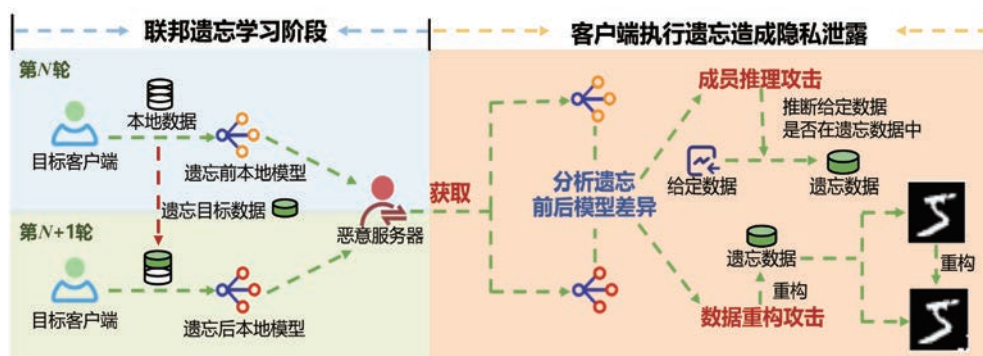 联邦遗忘学习阶段
客户端执行遗忘造成隐私泄露
第N轮
本地数据
目标客户端
遗忘前本地模型
遗忘目标数据
恶意服务器
第N+1轮
目标客户端
遗忘后本地模型
获取
分析遗忘
前后模型差异
成员推理攻击
推断给定数据
是否在遗忘数据中
给定数据
遗忘数据
遗忘数据
重构
数据重构攻击
重构